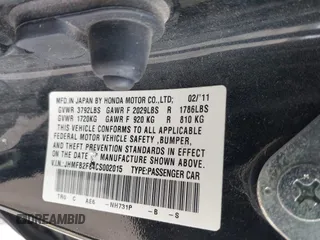 MFD. IN JAPAN BY HONDA MOTOR CO.,LTD. 02/'11
GVWR 3792LBS GAWR F 2029LBS R 1786LBS
GVWR 1720KG GAWR F 920 KG R 810 KG
THIS VEHICLE CONFORMS TO ALL APPLICABLE
FEDERAL MOTOR VEHICLE SAFETY ,BUMPER,
AND THEFT PREVENTION STANDARDS IN EFFECT
ON THE DATE OF MANUFACTURE SHOWN ABOVE.
V.I.N. TYPE:PASSENGER CAR
NH731P -B -S
EPICARBID